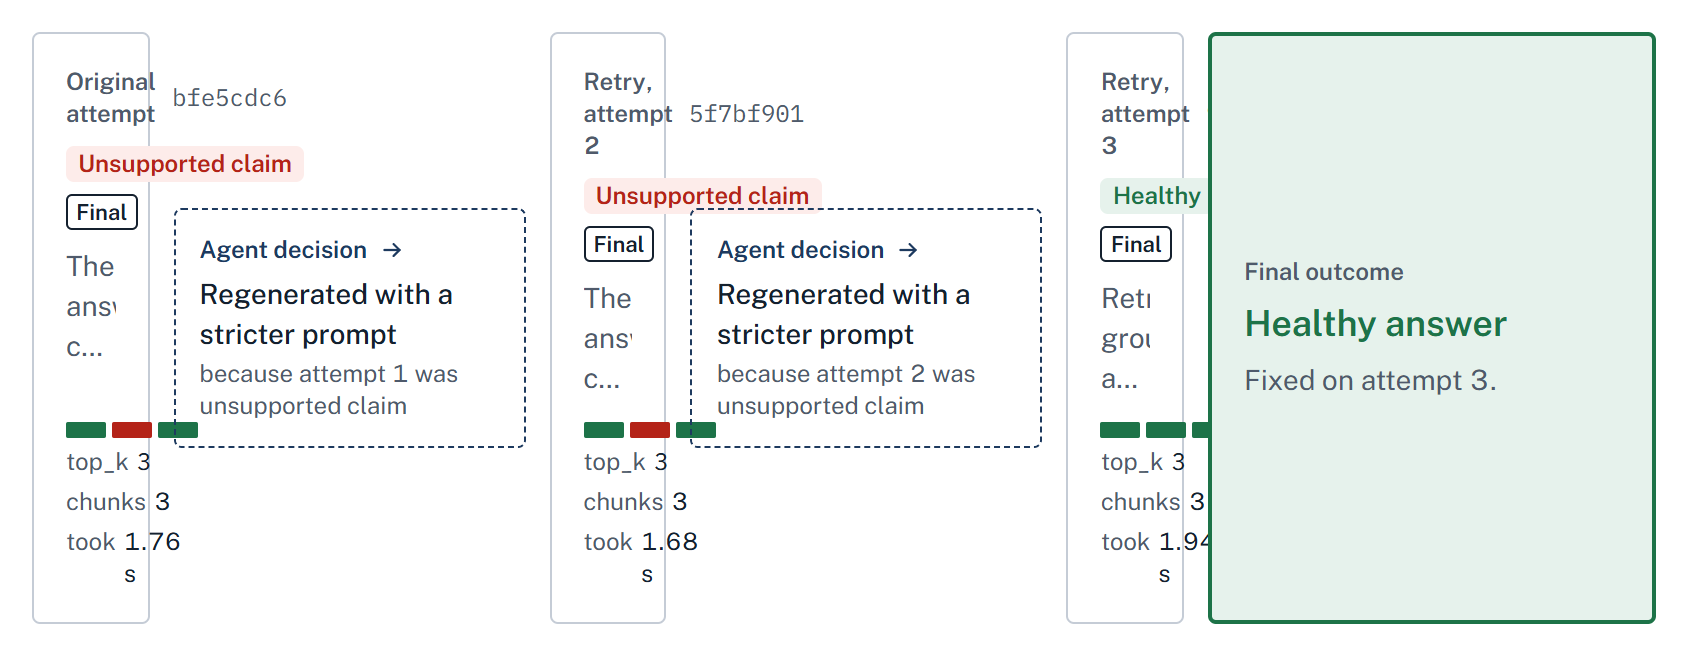 Original
attempt
bfe5cdc6
Unsupported claim
Final
The
c...
top_k 3
chunks 3
took 1.76
s
Agent decision →
Regenerated with a
stricter prompt
because attempt 1 was
unsupported claim
Retry,
attempt
2
5f7bf901
Unsupported claim
Final
The
c...
top_k 3
chunks 3
took 1.68
s
Agent decision →
Regenerated with a
stricter prompt
because attempt 2 was
unsupported claim
Retry,
attempt
3
Healthy
Final
a...
top_k 3
chunks 3
took 1.94
s
Final outcome
Healthy answer
Fixed on attempt 3.